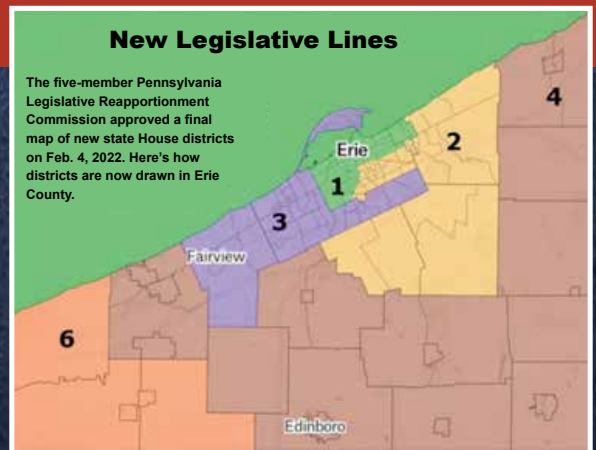 New Legislative Lines
The five-member Pennsylvania
Legislative Reapportionment
Commission approved a final
map of new state House districts
on Feb. 4, 2022. Here's how
districts are now drawn in Erie
County.
4
2
Erie
1
3
Fairview
6
Edinboro